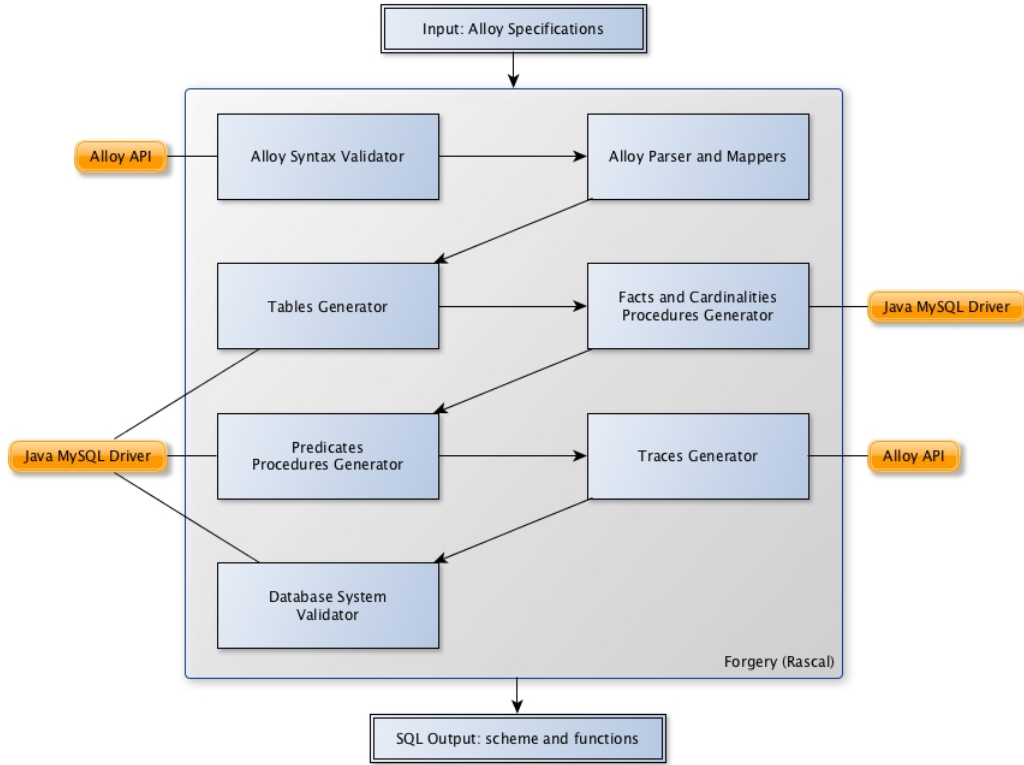 Input: Alloy Specifications
Alloy API
Alloy Syntax Validator
Alloy Parser and Mappers
Tables Generator
Facts and Cardinalities
Procedures Generator
Java MySQL Driver
Java MySQL Driver
Predicates
Procedures Generator
Traces Generator
Alloy API
Database System
Validator
Forgery (Rascal)
SQL Output: scheme and functions